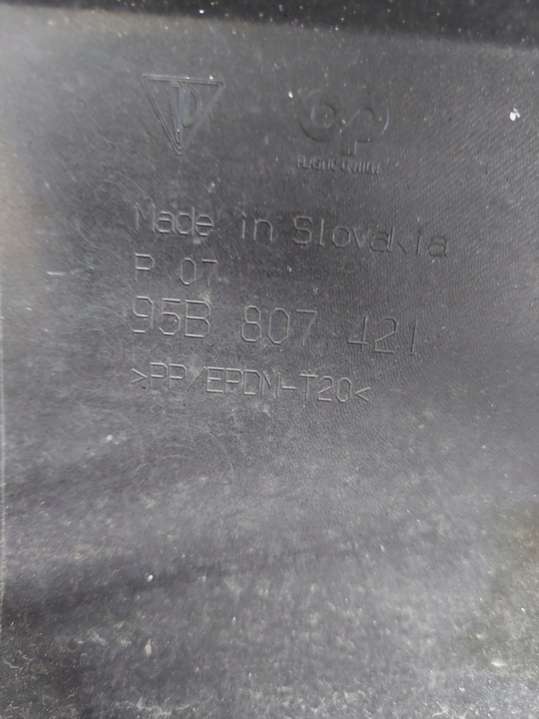 Made in Slovakia
P 07
95B 807 421
>PP/EPDM-T20<